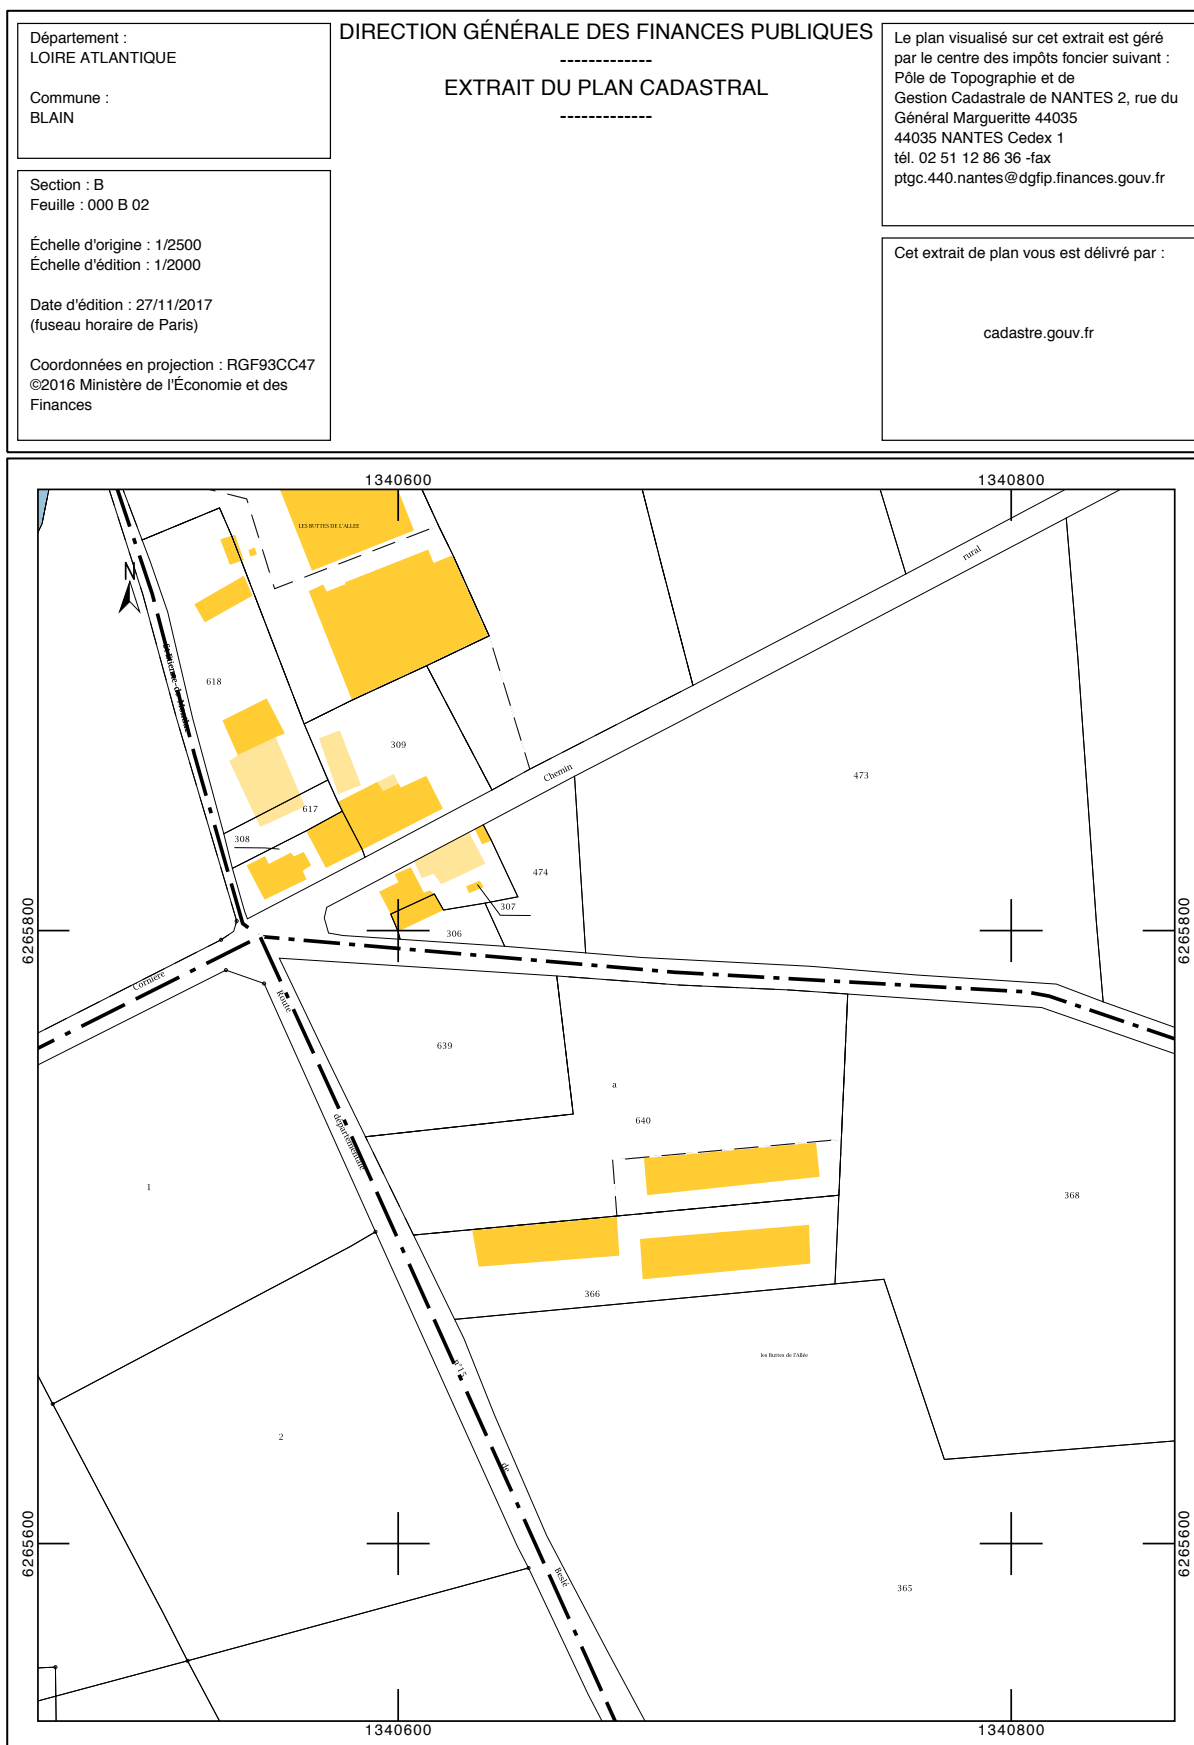 Département :
LOIRE ATLANTIQUE
Commune :
BLAIN
Section : B
Feuille : 000 B 02
Échelle d'origine : 1/2500
Échelle d'édition : 1/2000
Date d'édition : 27/11/2017
(fuseau horaire de Paris)
Coordonnées en projection : RGF93CC47
©2016 Ministère de l'Économie et des
Finances
DIRECTION GÉNÉRALE DES FINANCES PUBLIQUES
-------------
EXTRAIT DU PLAN CADASTRAL
-------------
Le plan visualisé sur cet extrait est géré
par le centre des impôts foncier suivant :
Pôle de Topographie et de
Gestion Cadastrale de NANTES 2, rue du
Général Margueritte 44035
44035 NANTES Cedex 1
tél. 02 51 12 86 36 -fax
ptgc.440.nantes@dgfip.finances.gouv.fr
Cet extrait de plan vous est délivré par :
cadastre.gouv.fr
1340600
1340800
LES BUTTES DE L'ALLEE
rural
N
618
309
Chemin
473
617
308
474
307
306
6265800
6265800
Cornière
Route
639
a
640
départementale
1
368
366
les Buttes de l'Allée
n°15
2
de
6265600
6265600
Beslé
365
1340600
1340800